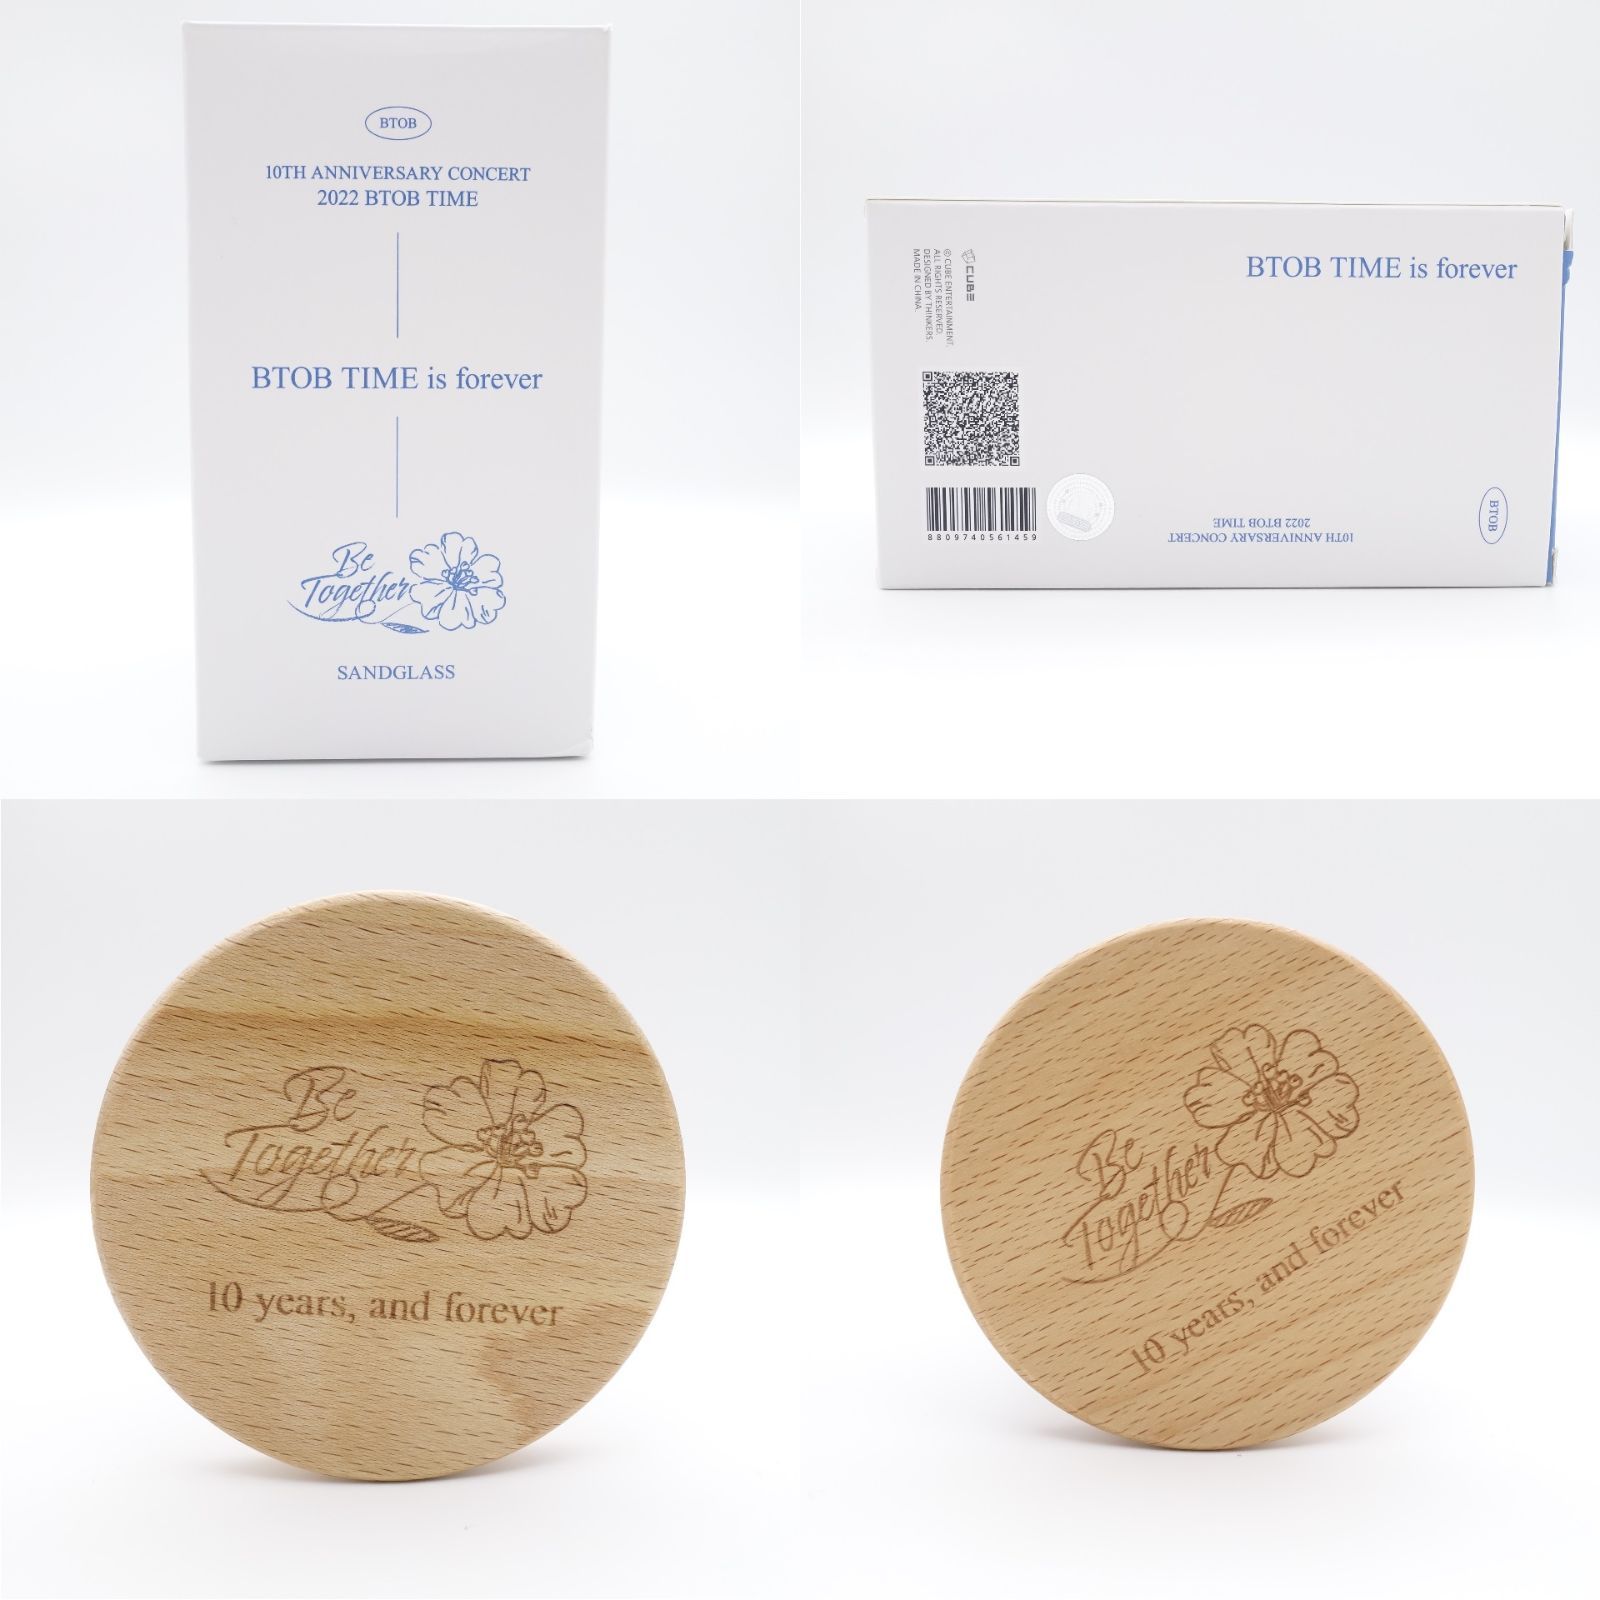 BTOB
10TH ANNIVERSARY CONCERT
2022 BTOB TIME
BTOB TIME is forever
Be
Together
SANDGLASS
BTOB TIME is forever
CUBE
© CUBE ENTERTAINMENT.
ALL RIGHTS RESERVED.
DESIGNED BY THINKERS.
MADE IN CHINA.
8809740561459
10TH ANNIVERSARY CONCERT
2022 BTOB TIME
BTOB
Be
Together
10 years, and forever
Be
Together
10 years, and forever